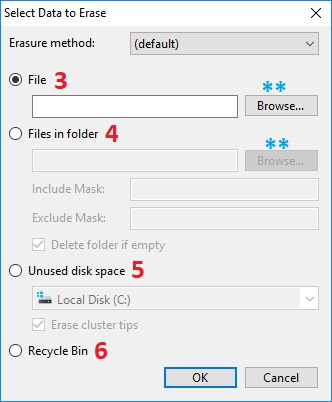 Select Data to Erase
Erasure method: (default)
File 3
**
Browse...
Files in folder 4
**
Browse...
Include Mask:
Exclude Mask:
Delete folder if empty
Unused disk space 5
Local Disk (C:)
Erase cluster tips
Recycle Bin 6
OK Cancel